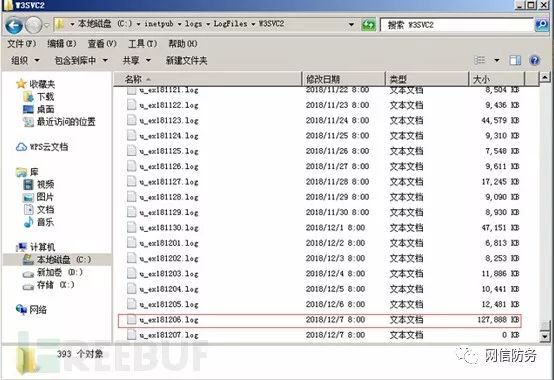 本地磁盘 (C:) ▸ inetpub ▸ logs ▸ LogFiles ▸ W3SVC2
搜索 W3SVC2
文件(F) 编辑(E) 查看(V) 工具(T) 帮助(H)
组织 包含到库中 共享 新建文件夹
名称 修改日期 类型 大小
收藏夹
下载
桌面
最近访问的位置
WPS云文档
库
视频
图片
文档
音乐
计算机
本地磁盘 (C:)
新加卷 (D:)
存储 (E:)
网络
u_ex181121.log 2018/11/22 8:00 文本文档 8,504 KB
u_ex181122.log 2018/11/23 8:00 文本文档 9,436 KB
u_ex181123.log 2018/11/24 8:00 文本文档 44,579 KB
u_ex181124.log 2018/11/25 8:00 文本文档 9,310 KB
u_ex181125.log 2018/11/26 8:00 文本文档 7,548 KB
u_ex181126.log 2018/11/27 8:00 文本文档 9,611 KB
u_ex181127.log 2018/11/28 8:00 文本文档 17,245 KB
u_ex181128.log 2018/11/29 8:00 文本文档 9,090 KB
u_ex181129.log 2018/11/30 8:00 文本文档 8,930 KB
u_ex181130.log 2018/12/1 8:00 文本文档 47,151 KB
u_ex181201.log 2018/12/2 8:00 文本文档 6,813 KB
u_ex181202.log 2018/12/3 8:00 文本文档 8,253 KB
u_ex181203.log 2018/12/4 8:00 文本文档 11,886 KB
u_ex181204.log 2018/12/5 8:00 文本文档 10,441 KB
u_ex181205.log 2018/12/6 8:00 文本文档 12,481 KB
u_ex181206.log 2018/12/7 8:00 文本文档 127,868 KB
u_ex181207.log 2018/12/7 8:00 文本文档 0 KB
393 个对象
REEBUF
网信防务